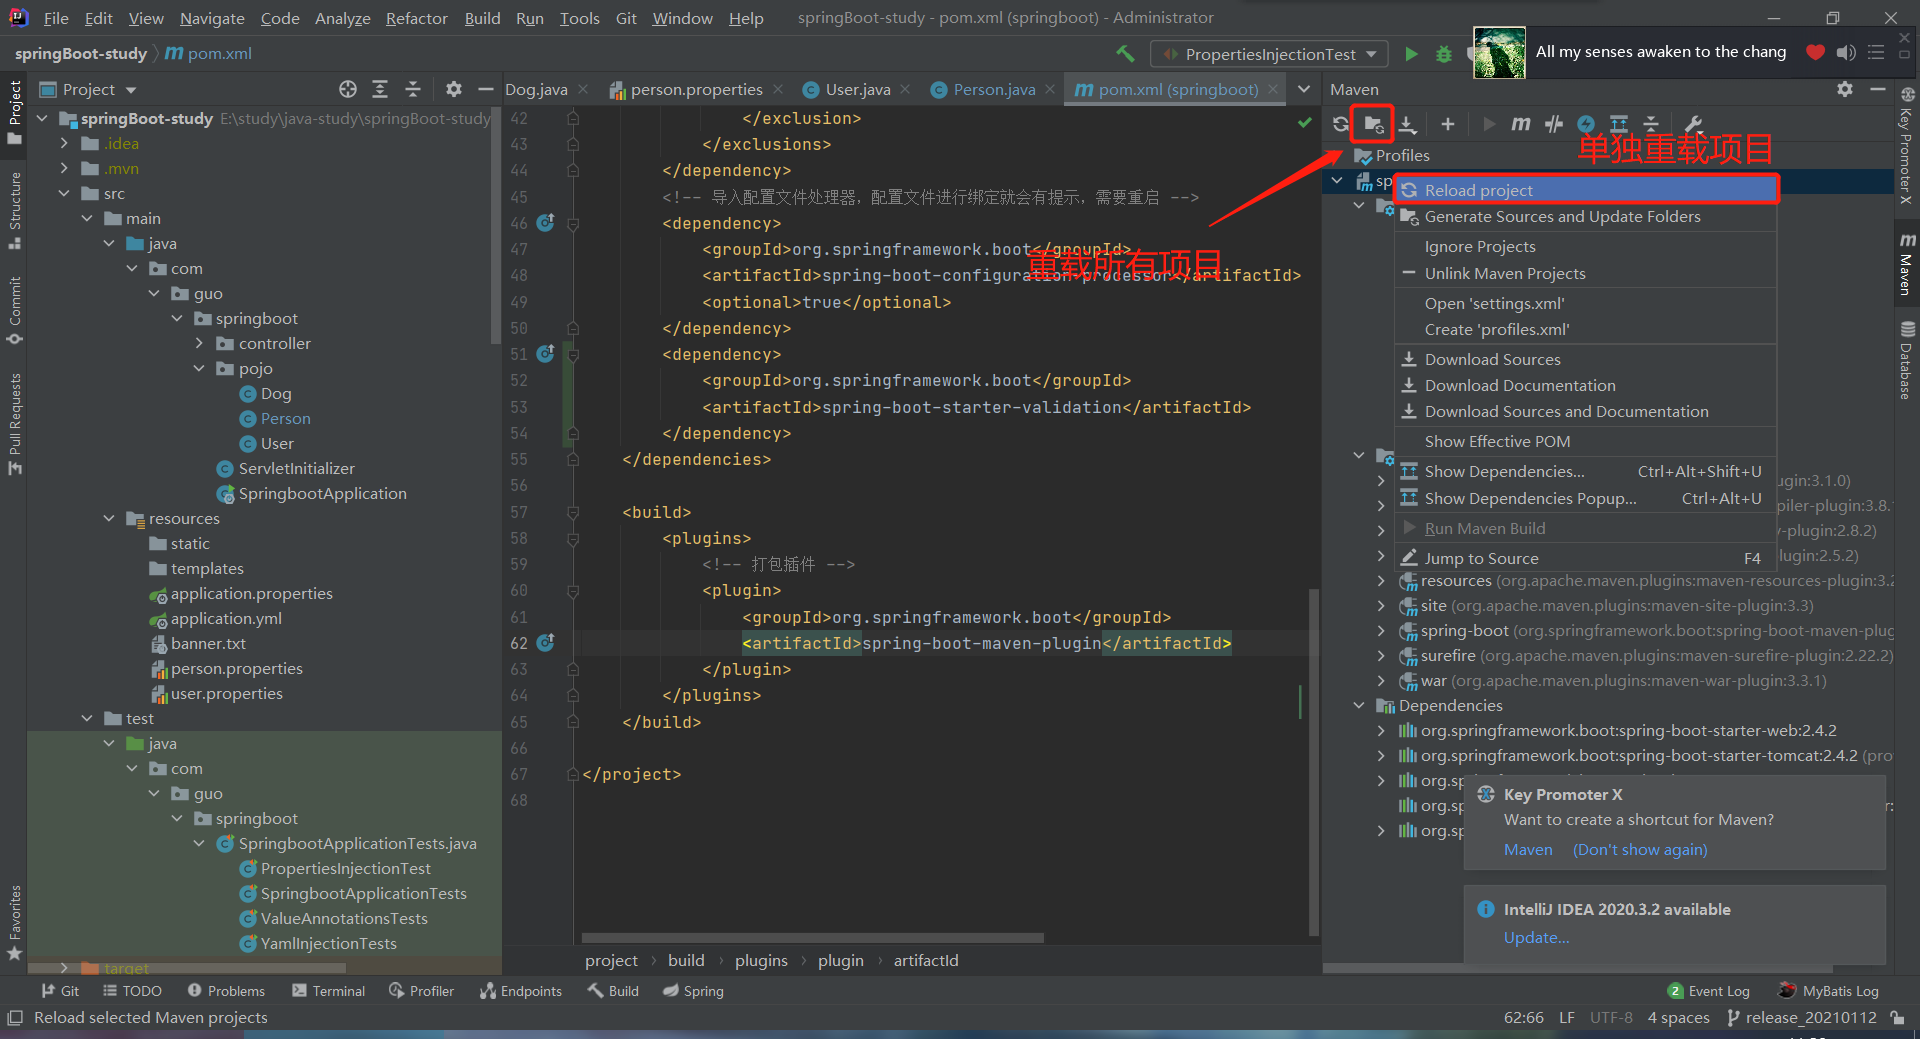 File Edit View Navigate Code Analyze Refactor Build Run Tools Git Window Help springBoot-study - pom.xml (springboot) - Administrator
springBoot-study pom.xml
PropertiesInjectionTest
All my senses awaken to the chang
Project
Dog.java person.properties User.java Person.java pom.xml (springboot)
Maven
springBoot-study E:\study\java-study\springBoot-study
.idea
.mvn
src
main
java
com
guo
springboot
controller
pojo
Dog
Person
User
ServletInitializer
SpringbootApplication
resources
static
templates
application.properties
application.yml
banner.txt
person.properties
user.properties
test
java
com
guo
springboot
SpringbootApplicationTests.java
PropertiesInjectionTest
SpringbootApplicationTests
ValueAnnotationsTests
YamlInjectionTests
target
42 </exclusion>
43 </exclusions>
44 </dependency>
45 <!-- 导入配置文件处理器，配置文件进行绑定就会有提示，需要重启 -->
46 <dependency>
47 <groupId>org.springframework.boot</groupId>
48 <artifactId>spring-boot-configuration-processor</artifactId>
49 <optional>true</optional>
50 </dependency>
51 <dependency>
52 <groupId>org.springframework.boot</groupId>
53 <artifactId>spring-boot-starter-validation</artifactId>
54 </dependency>
55 </dependencies>
56
57 <build>
58 <plugins>
59 <!-- 打包插件 -->
60 <plugin>
61 <groupId>org.springframework.boot</groupId>
62 <artifactId>spring-boot-maven-plugin</artifactId>
63 </plugin>
64 </plugins>
65 </build>
66
67 </project>
68
重载所有项目
单独重载项目
Profiles
sp
Reload project
Generate Sources and Update Folders
Ignore Projects
Unlink Maven Projects
Open 'settings.xml'
Create 'profiles.xml'
Download Sources
Download Documentation
Download Sources and Documentation
Show Effective POM
Show Dependencies... Ctrl+Alt+Shift+U
Show Dependencies Popup... Ctrl+Alt+U
Run Maven Build
Jump to Source F4
ugin:3.1.0)
piler-plugin:3.8.
-plugin:2.8.2)
lugin:2.5.2)
resources (org.apache.maven.plugins:maven-resources-plugin:3.2
site (org.apache.maven.plugins:maven-site-plugin:3.3)
spring-boot (org.springframework.boot:spring-boot-maven-plug
surefire (org.apache.maven.plugins:maven-surefire-plugin:2.22.2)
war (org.apache.maven.plugins:maven-war-plugin:3.3.1)
Dependencies
org.springframework.boot:spring-boot-starter-web:2.4.2
org.springframework.boot:spring-boot-starter-tomcat:2.4.2 (pro
org.sp
org.sp
org.sp
Key Promoter X
Want to create a shortcut for Maven?
Maven (Don't show again)
IntelliJ IDEA 2020.3.2 available
Update...
Project
Structure
Commit
Pull Requests
Favorites
Key Promoter X
Maven
Database
project build plugins plugin artifactId
Git TODO Problems Terminal Profiler Endpoints Build Spring 2 Event Log MyBatis Log
Reload selected Maven projects 62:66 LF UTF-8 4 spaces release_20210112